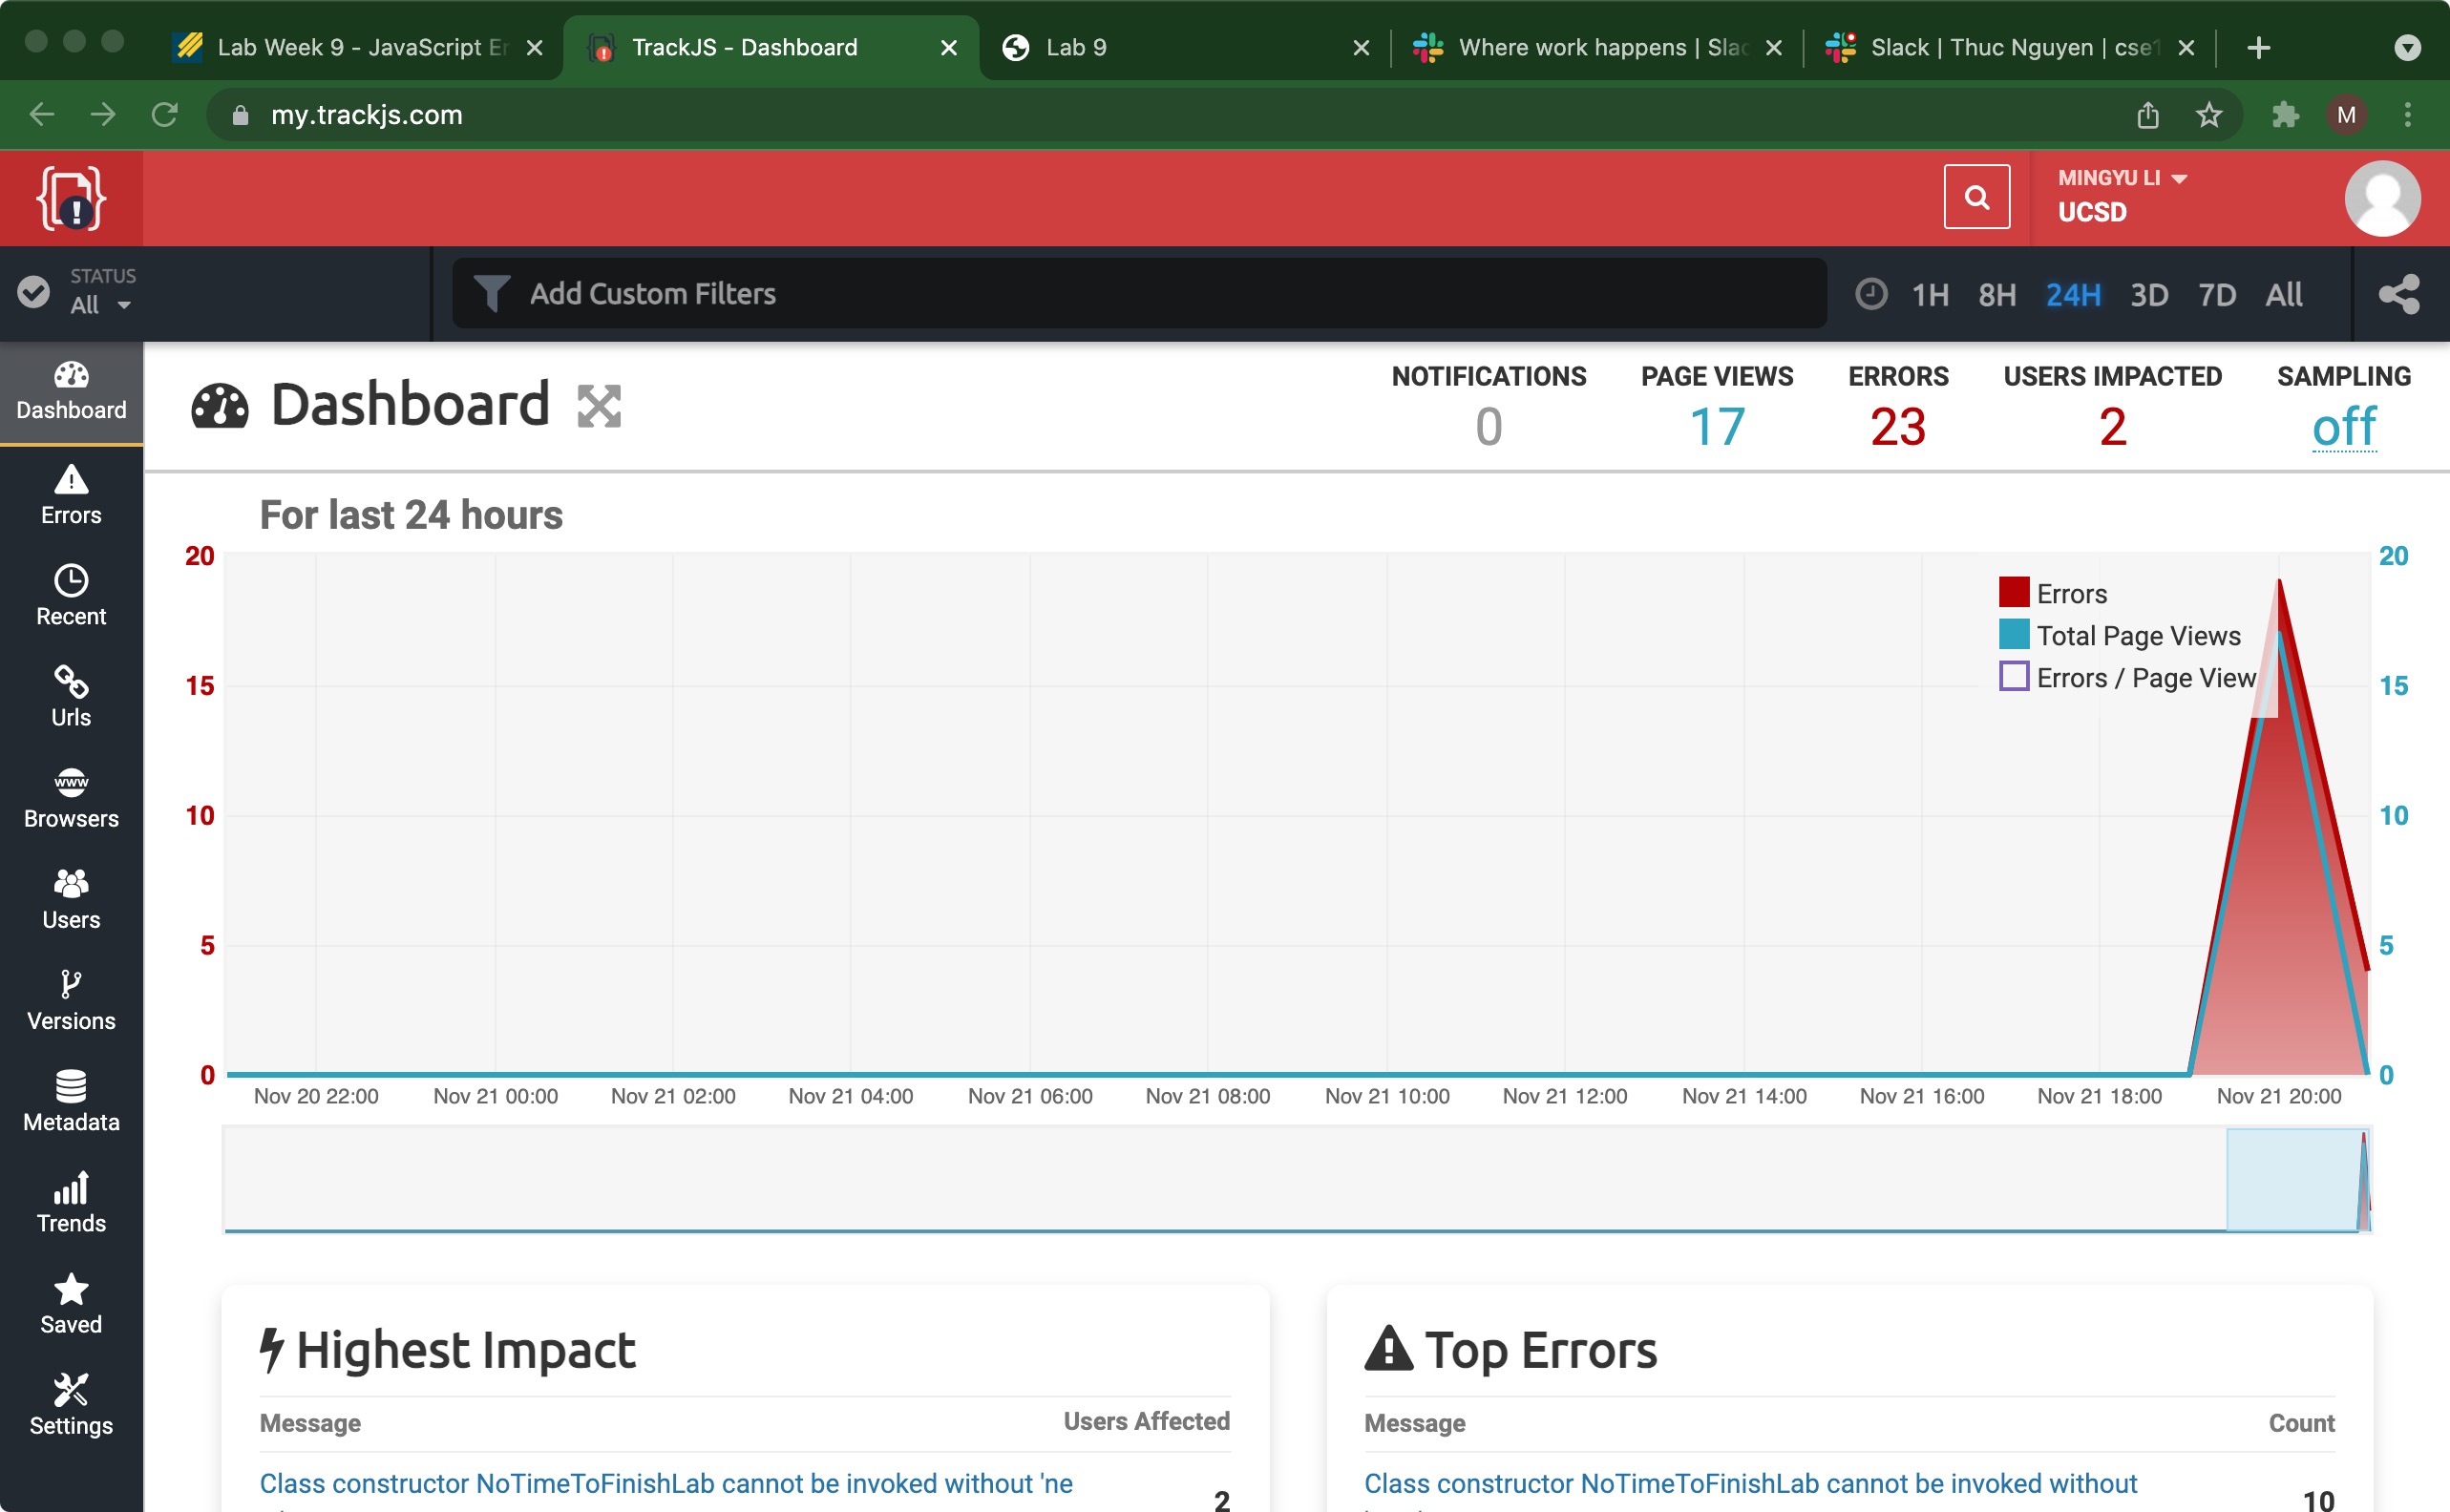 Lab Week 9 - JavaScript Er
TrackJS - Dashboard
Lab 9
Where work happens | Slac
Slack | Thuc Nguyen | cse1
my.trackjs.com
M
MINGYU LI
UCSD
STATUS
All
Add Custom Filters
1H 8H 24H 3D 7D All
Dashboard
Errors
Recent
Urls
www
Browsers
Users
Versions
Metadata
Trends
Saved
Settings
Dashboard
NOTIFICATIONS
0
PAGE VIEWS
17
ERRORS
23
USERS IMPACTED
2
SAMPLING
off
For last 24 hours
20
15
10
5
0
Errors
Total Page Views
Errors / Page View
20
15
10
5
0
Nov 20 22:00 Nov 21 00:00 Nov 21 02:00 Nov 21 04:00 Nov 21 06:00 Nov 21 08:00 Nov 21 10:00 Nov 21 12:00 Nov 21 14:00 Nov 21 16:00 Nov 21 18:00 Nov 21 20:00
Highest Impact
Message Users Affected
Class constructor NoTimeToFinishLab cannot be invoked without 'ne
2
Top Errors
Message Count
Class constructor NoTimeToFinishLab cannot be invoked without
10